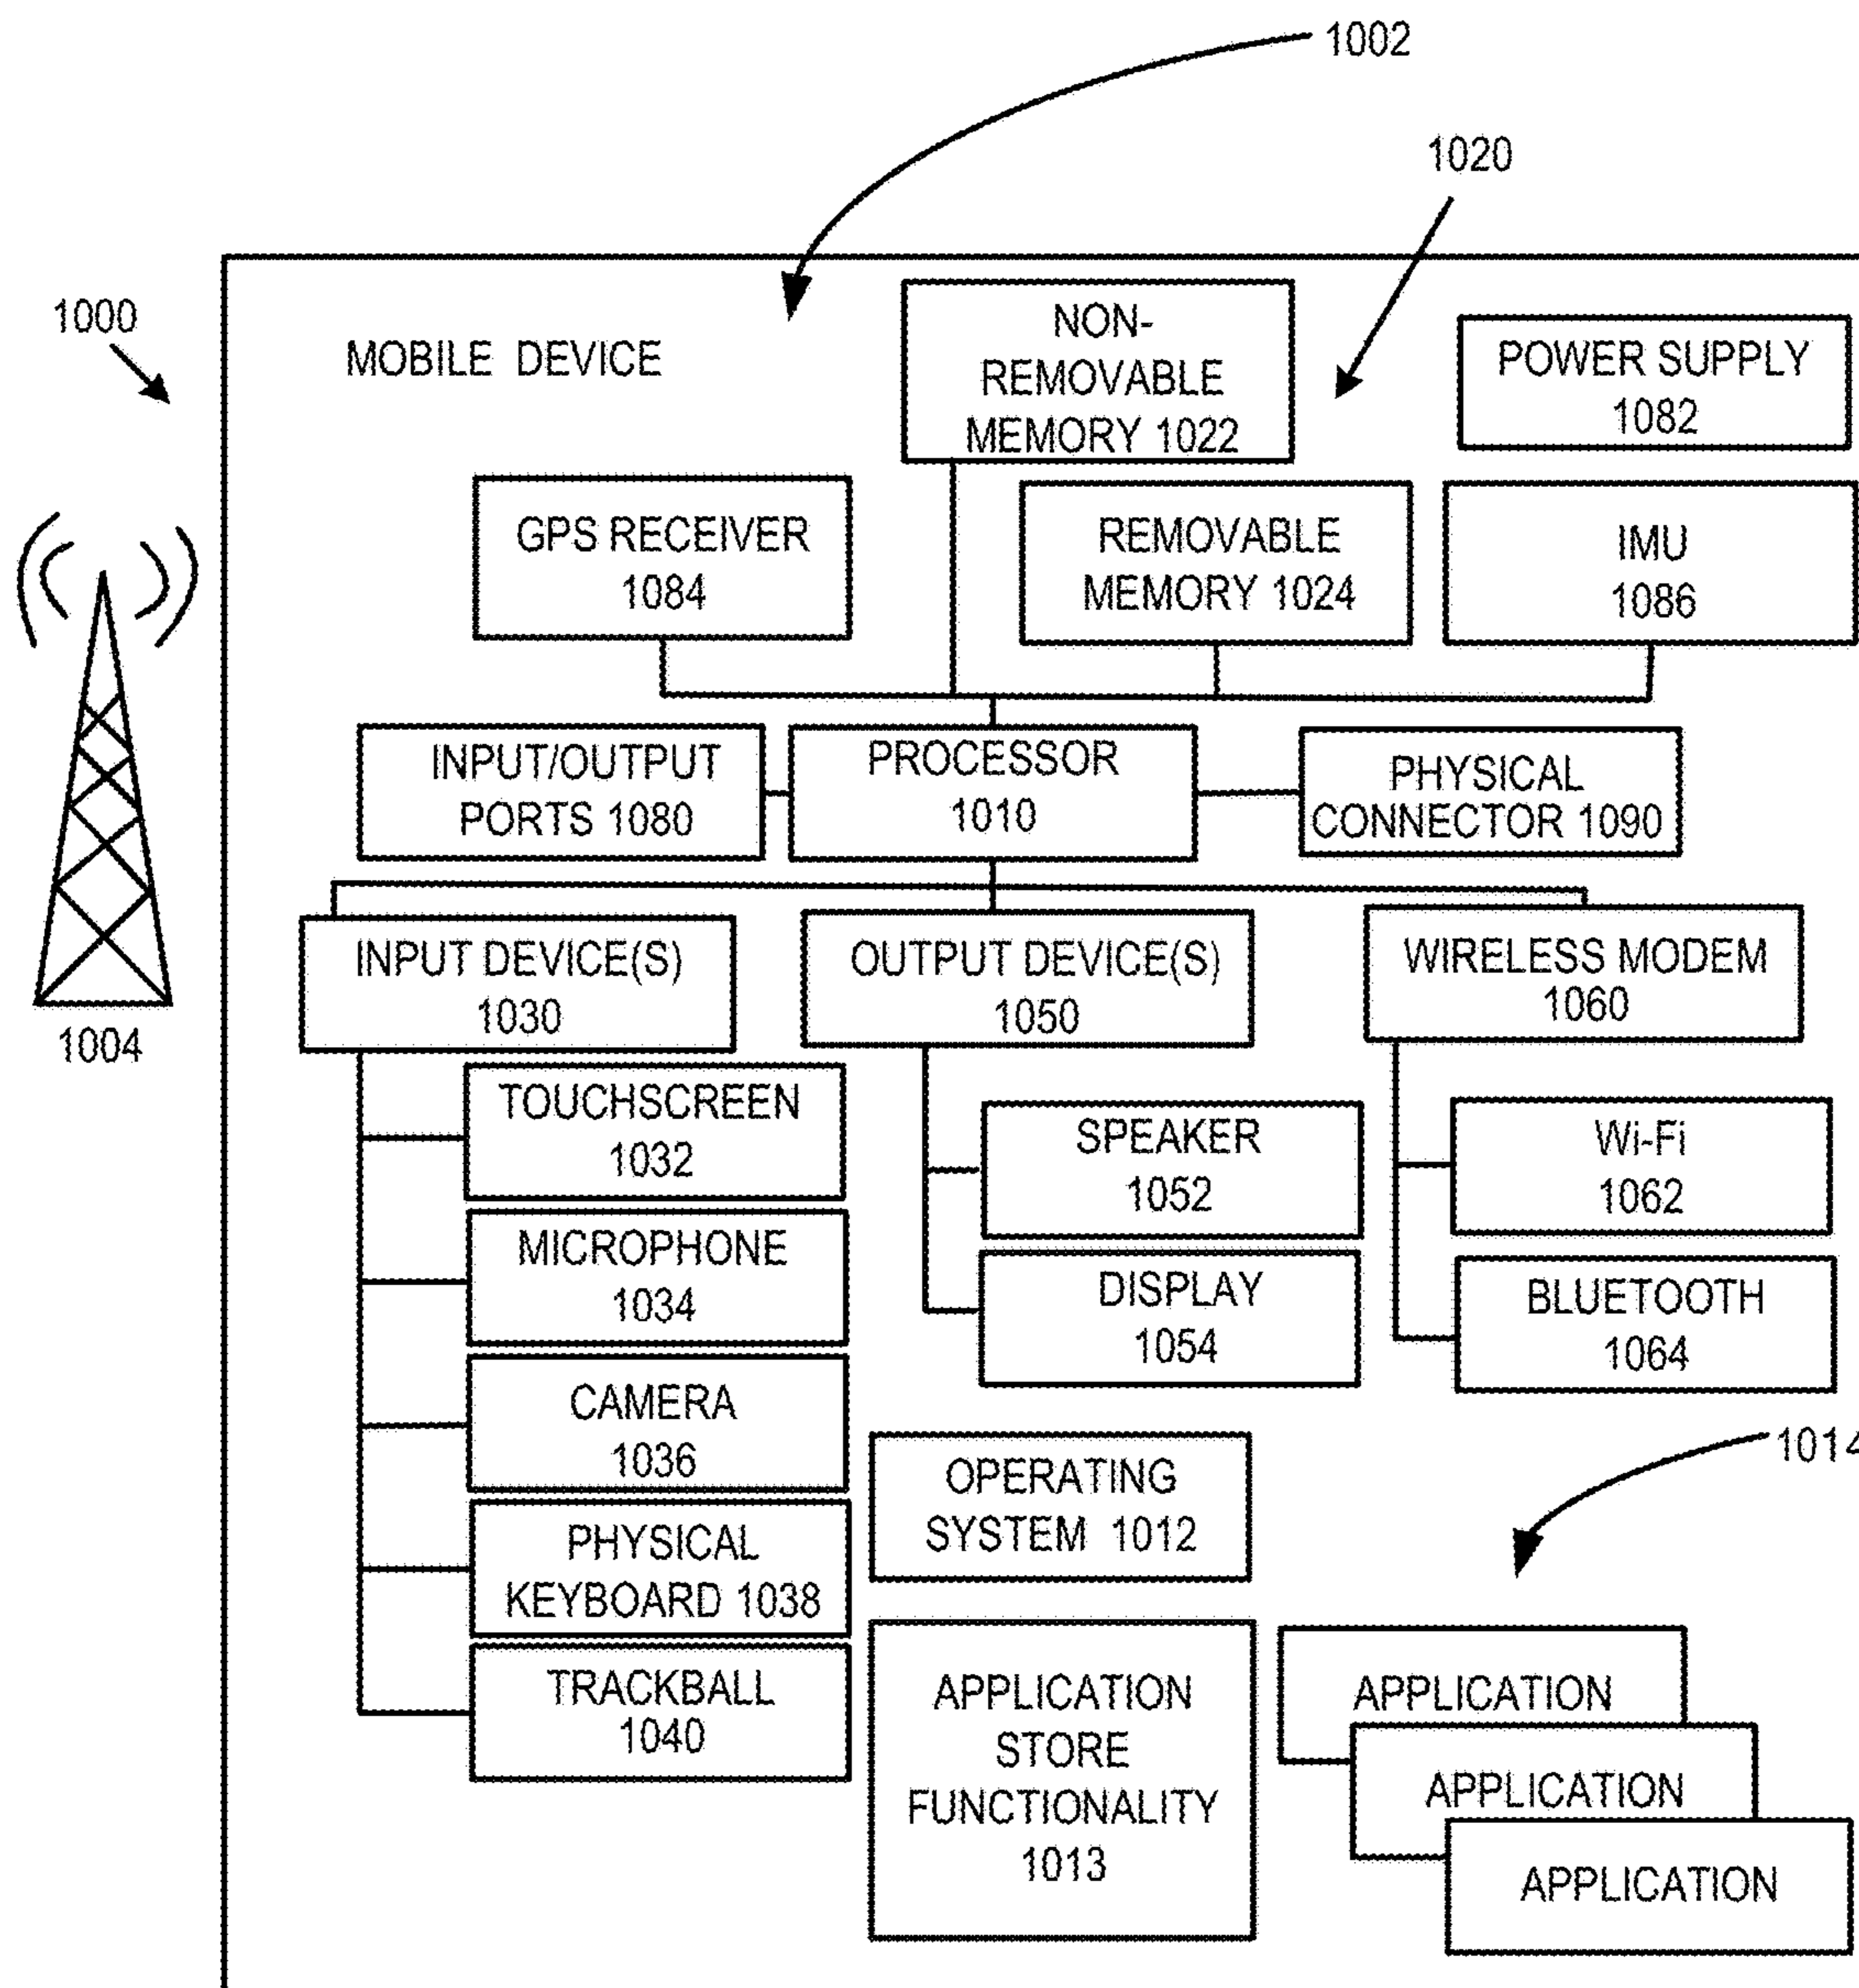 1002
1020
1000
MOBILE DEVICE
NON-
REMOVABLE
MEMORY 1022
POWER SUPPLY
1082
GPS RECEIVER
1084
REMOVABLE
MEMORY 1024
IMU
1086
INPUT/OUTPUT
PORTS 1080
PROCESSOR
1010
PHYSICAL
CONNECTOR 1090
INPUT DEVICE(S)
1030
OUTPUT DEVICE(S)
1050
WIRELESS MODEM
1060
1004
TOUCHSCREEN
1032
MICROPHONE
1034
CAMERA
1036
PHYSICAL
KEYBOARD 1038
TRACKBALL
1040
SPEAKER
1052
DISPLAY
1054
Wi-Fi
1062
BLUETOOTH
1064
OPERATING
SYSTEM 1012
1014
APPLICATION
STORE
FUNCTIONALITY
1013
APPLICATION
APPLICATION
APPLICATION